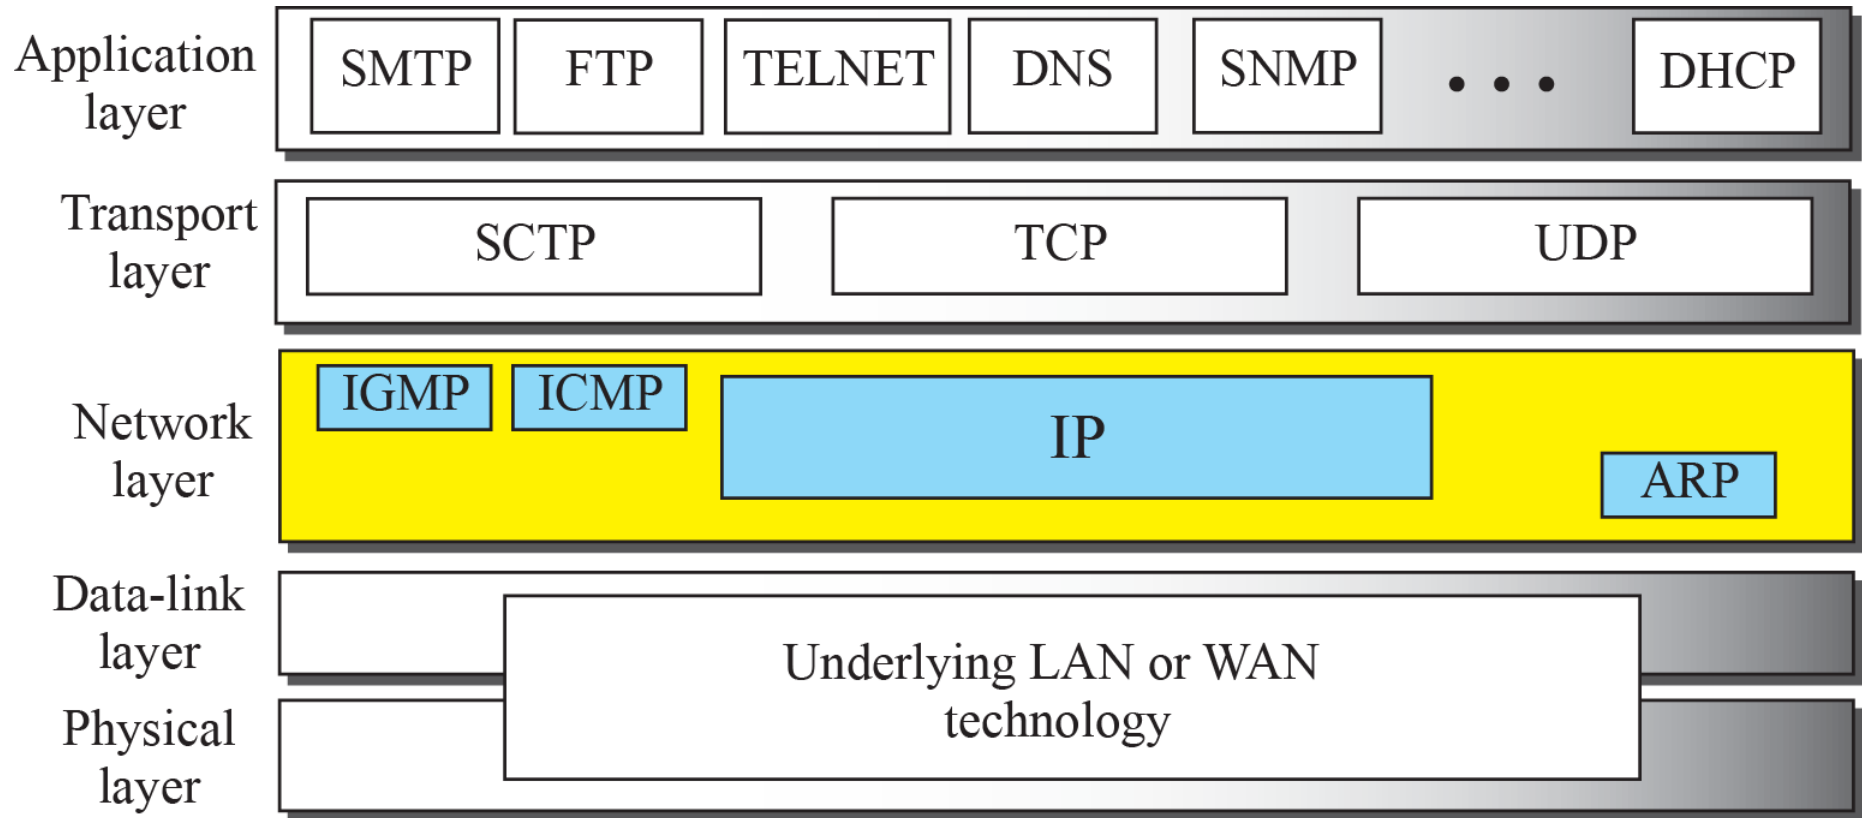 Application
layer
SMTP
FTP
TELNET
DNS
SNMP
• • •
DHCP
Transport
layer
SCTP
TCP
UDP
Network
layer
IGMP
ICMP
IP
ARP
Data-link
layer
Physical
layer
Underlying LAN or WAN
technology